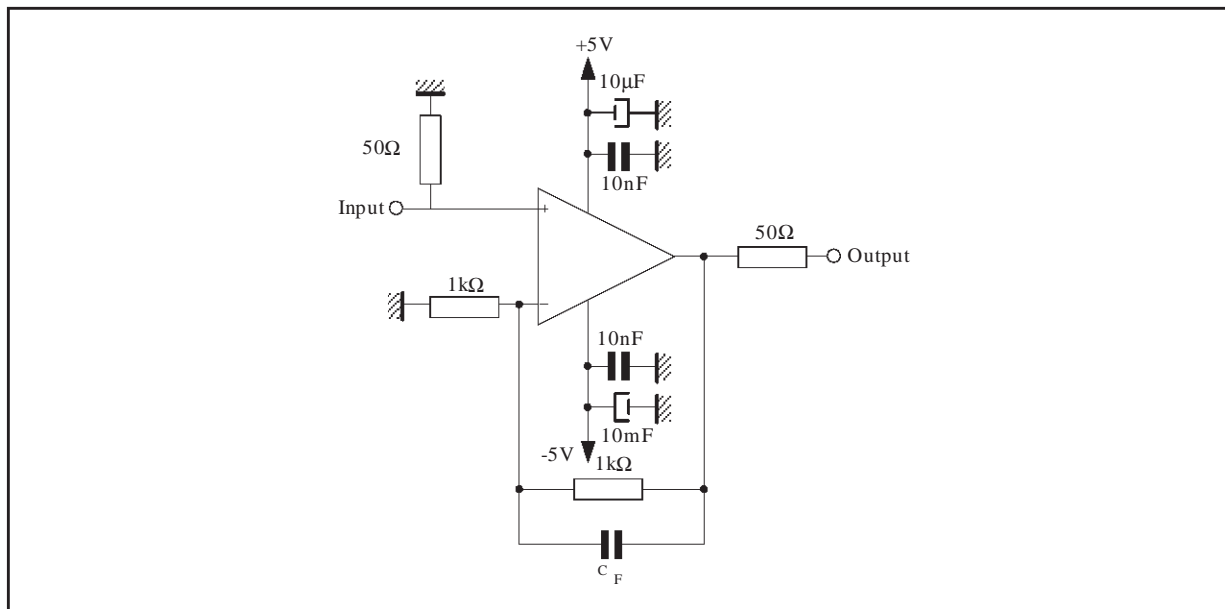 +5V
10µF
50Ω
10nF
Input
+
50Ω
Output
1kΩ
−
10nF
10mF
-5V
1kΩ
C F